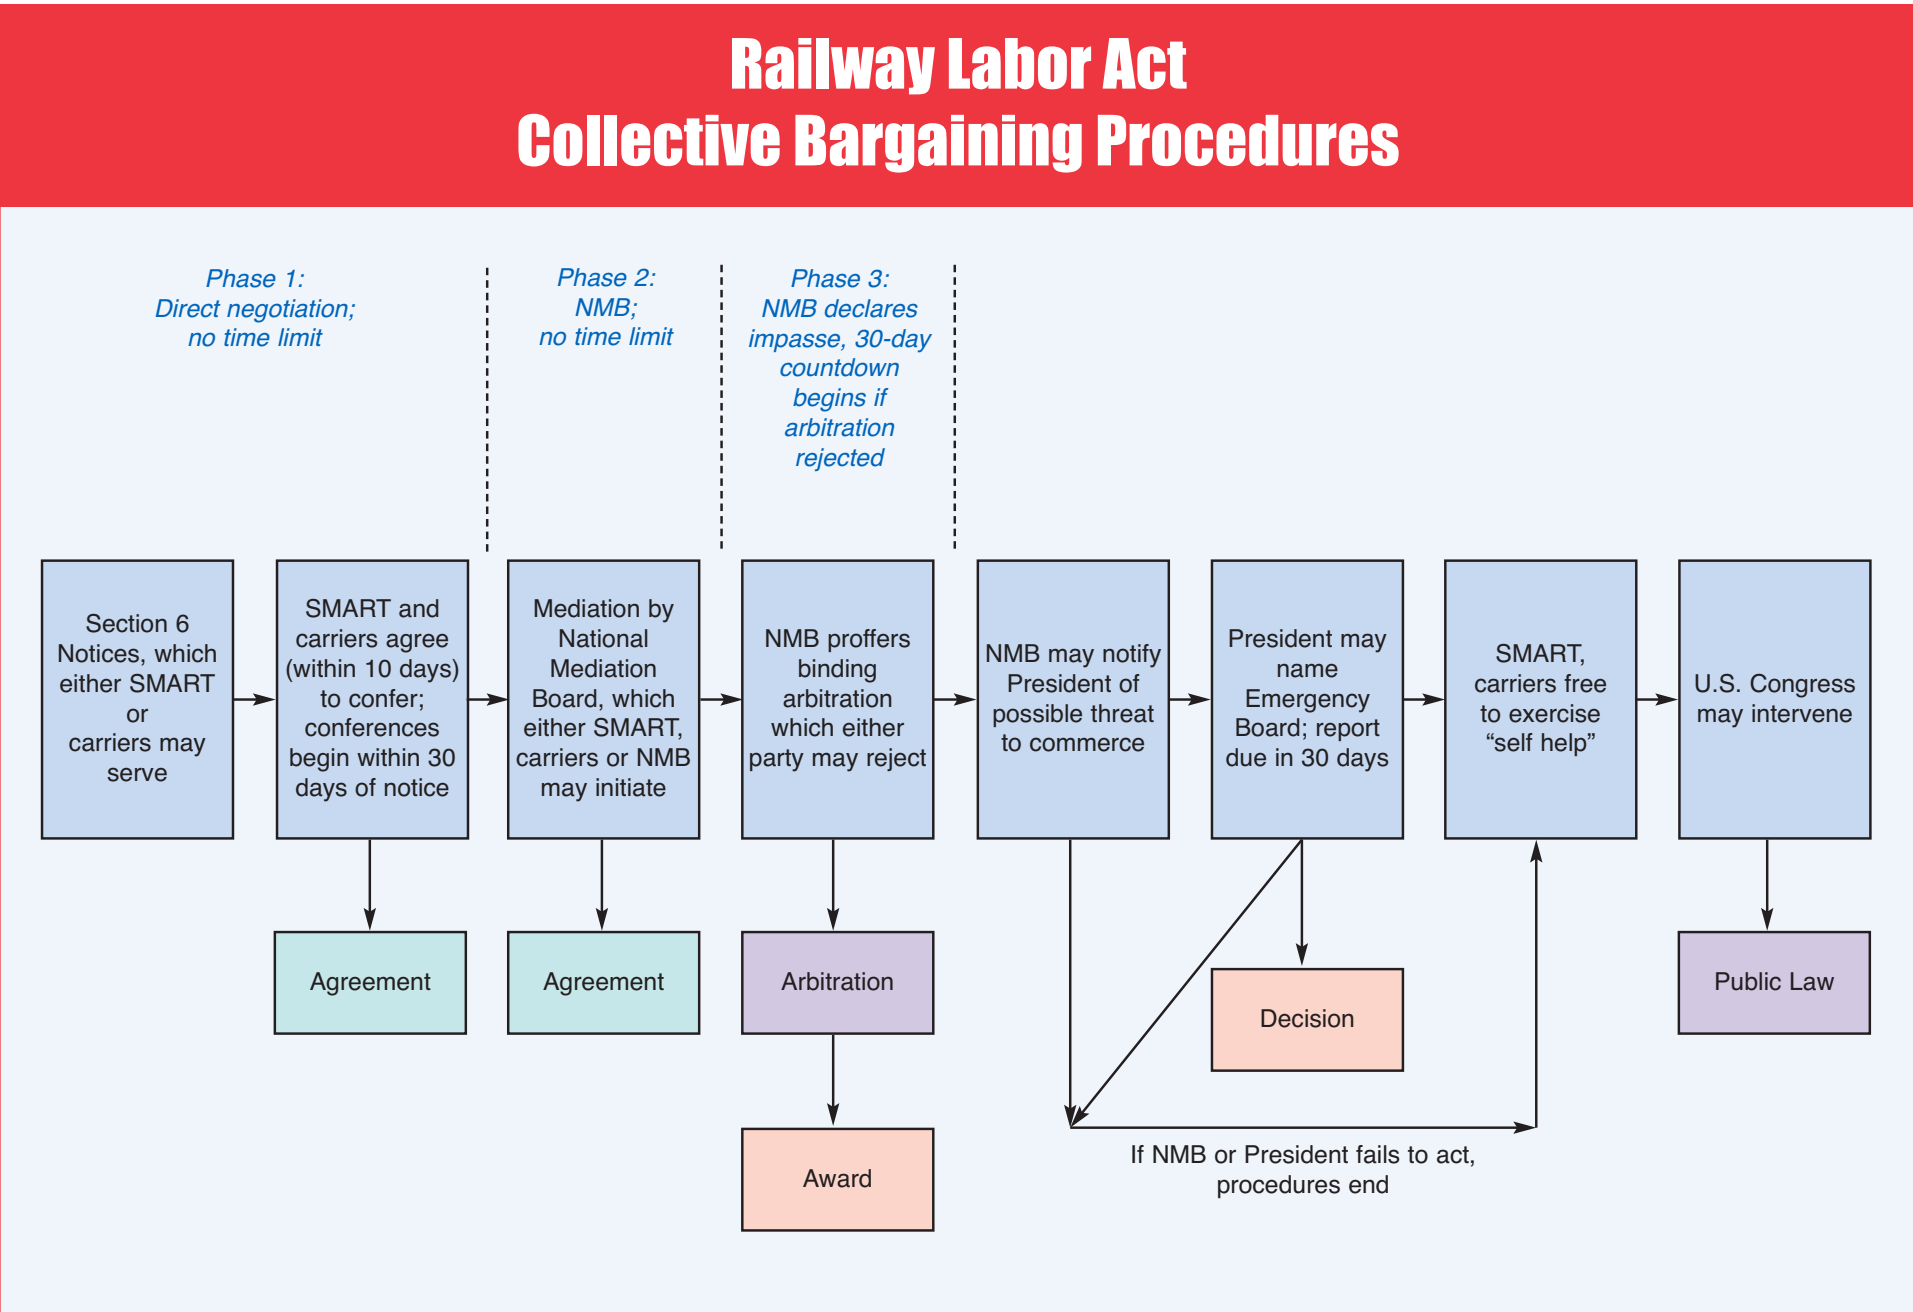 Railway Labor Act
Collective Bargaining Procedures
Phase 1:
Direct negotiation;
no time limit
Phase 2:
NMB;
no time limit
Phase 3:
NMB declares
impasse, 30-day
countdown
begins if
arbitration
rejected
Section 6
Notices, which
either SMART
or
carriers may
serve
SMART and
carriers agree
(within 10 days)
to confer;
conferences
begin within 30
days of notice
Mediation by
National
Mediation
Board, which
either SMART,
carriers or NMB
may initiate
NMB proffers
binding
arbitration
which either
party may reject
NMB may notify
President of
possible threat
to commerce
President may
name
Emergency
Board; report
due in 30 days
SMART,
carriers free
to exercise
“self help”
U.S. Congress
may intervene
Agreement
Agreement
Arbitration
Decision
Public Law
Award
If NMB or President fails to act,
procedures end